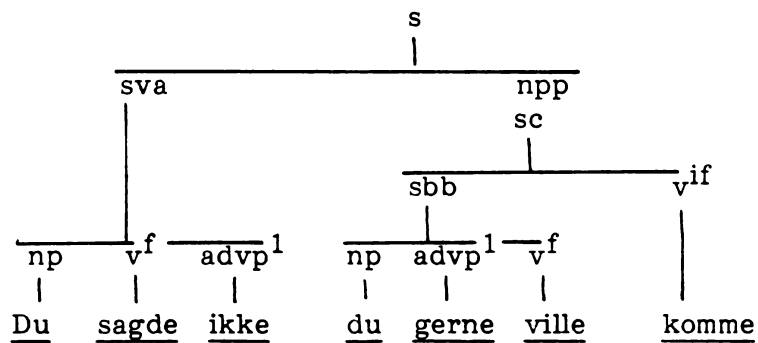 s
sva npp
sc
sbb v^if
np v^f advp^1 np advp^1 v^f
Du sagde ikke du gerne ville komme